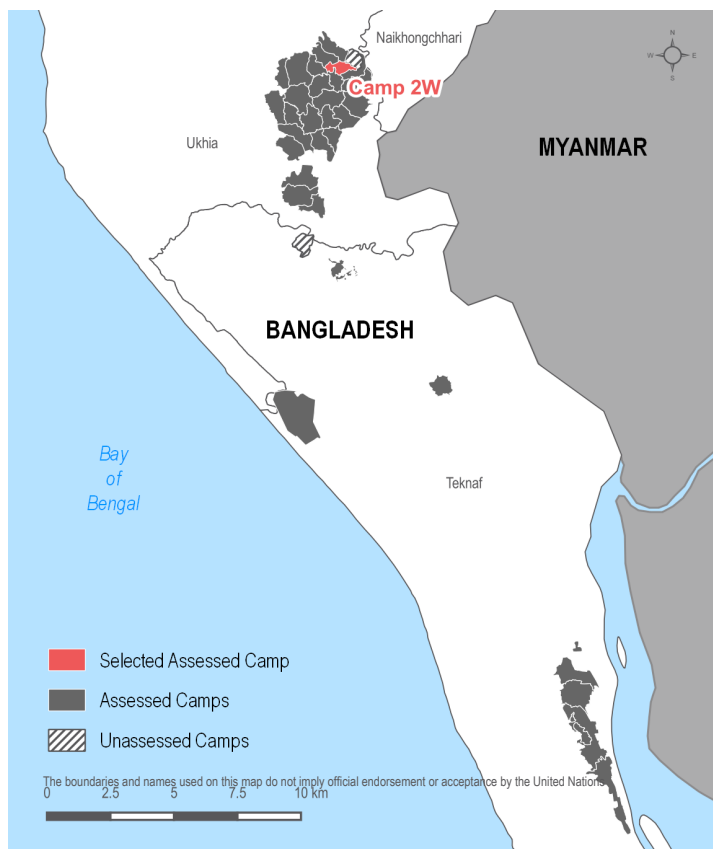 Naikhongchhari
N
W E
S
Camp 2W
Ukhia
MYANMAR
BANGLADESH
Bay
of
Bengal
Teknaf
Selected Assessed Camp
Assessed Camps
Unassessed Camps
The boundaries and names used on this map do not imply official endorsement or acceptance by the United Nations
0 2.5 5 7.5 10 km